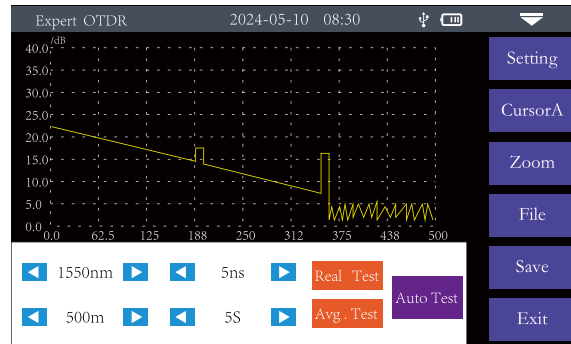 Expert OTDR 2024-05-10 08:30
/dB
40.0
35.0
30.0
25.0
20.0
15.0
10.0
5.0
0.0
0.0 62.5 125 188 250 312 375 438 500
Setting
CursorA
Zoom
File
Save
Exit
1550nm 5ns Real Test
500m 5S Avg . Test
Auto Test